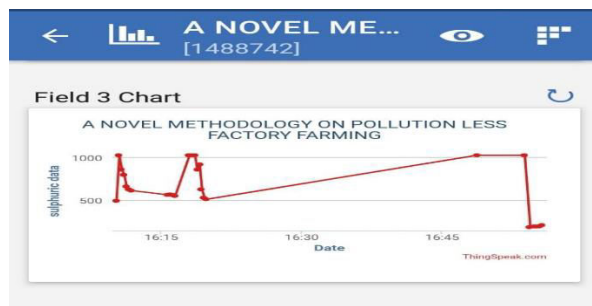 A NOVEL ME...
[1488742]
Field 3 Chart
A NOVEL METHODOLOGY ON POLLUTION LESS
FACTORY FARMING
sulphuric data
1000
500
16:15
16:30
16:45
Date
ThingSpeak.com